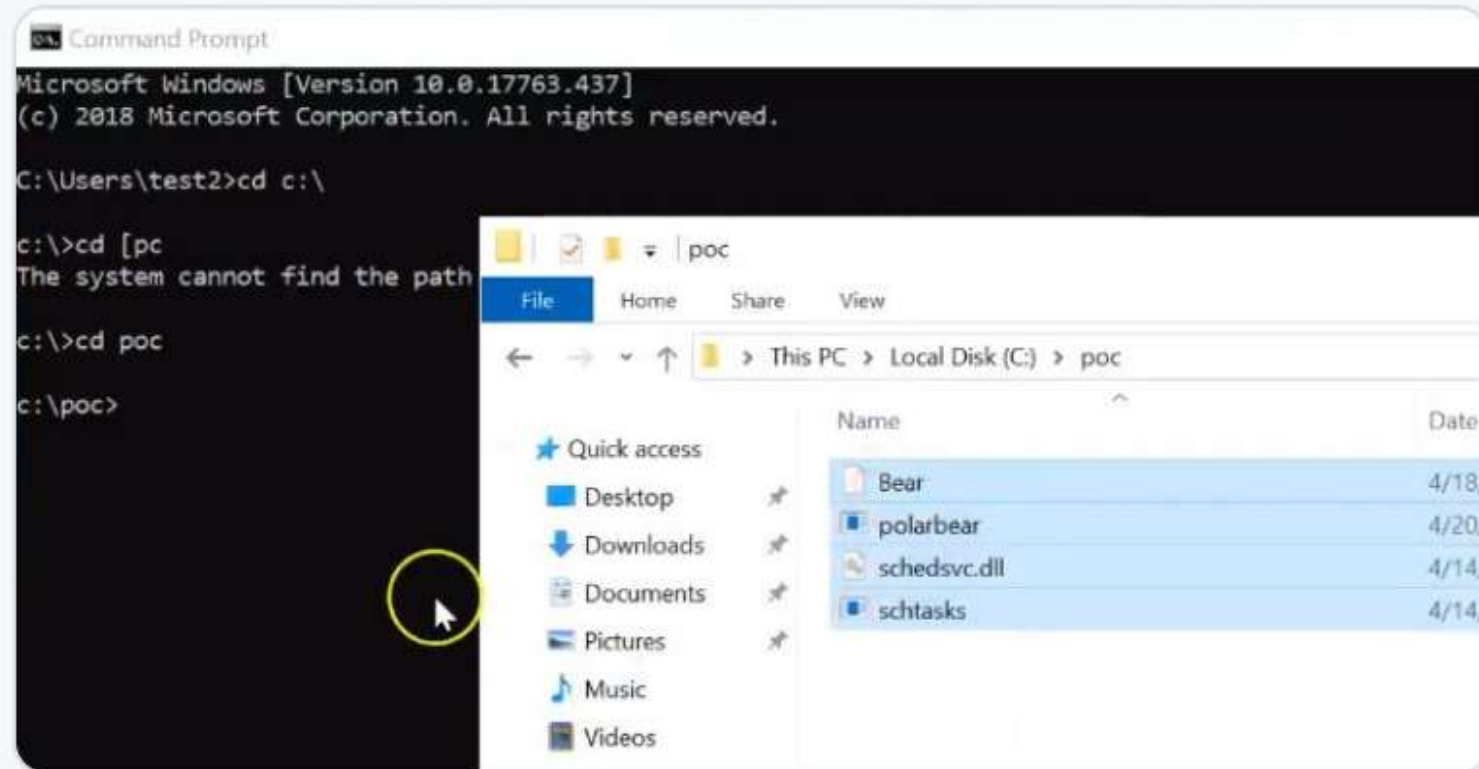 Command Prompt
Microsoft Windows [Version 10.0.17763.437]
(c) 2018 Microsoft Corporation. All rights reserved.
C:\Users\test2>cd c:\
c:\>cd [pc
The system cannot find the path
c:\>cd poc
c:\poc>
poc
File Home Share View
This PC > Local Disk (C:) > poc
Name Date
Quick access
Desktop
Downloads
Documents
Pictures
Music
Videos
Bear 4/18/
polarbear 4/20/
schedsvc.dll 4/14/
schtasks 4/14/